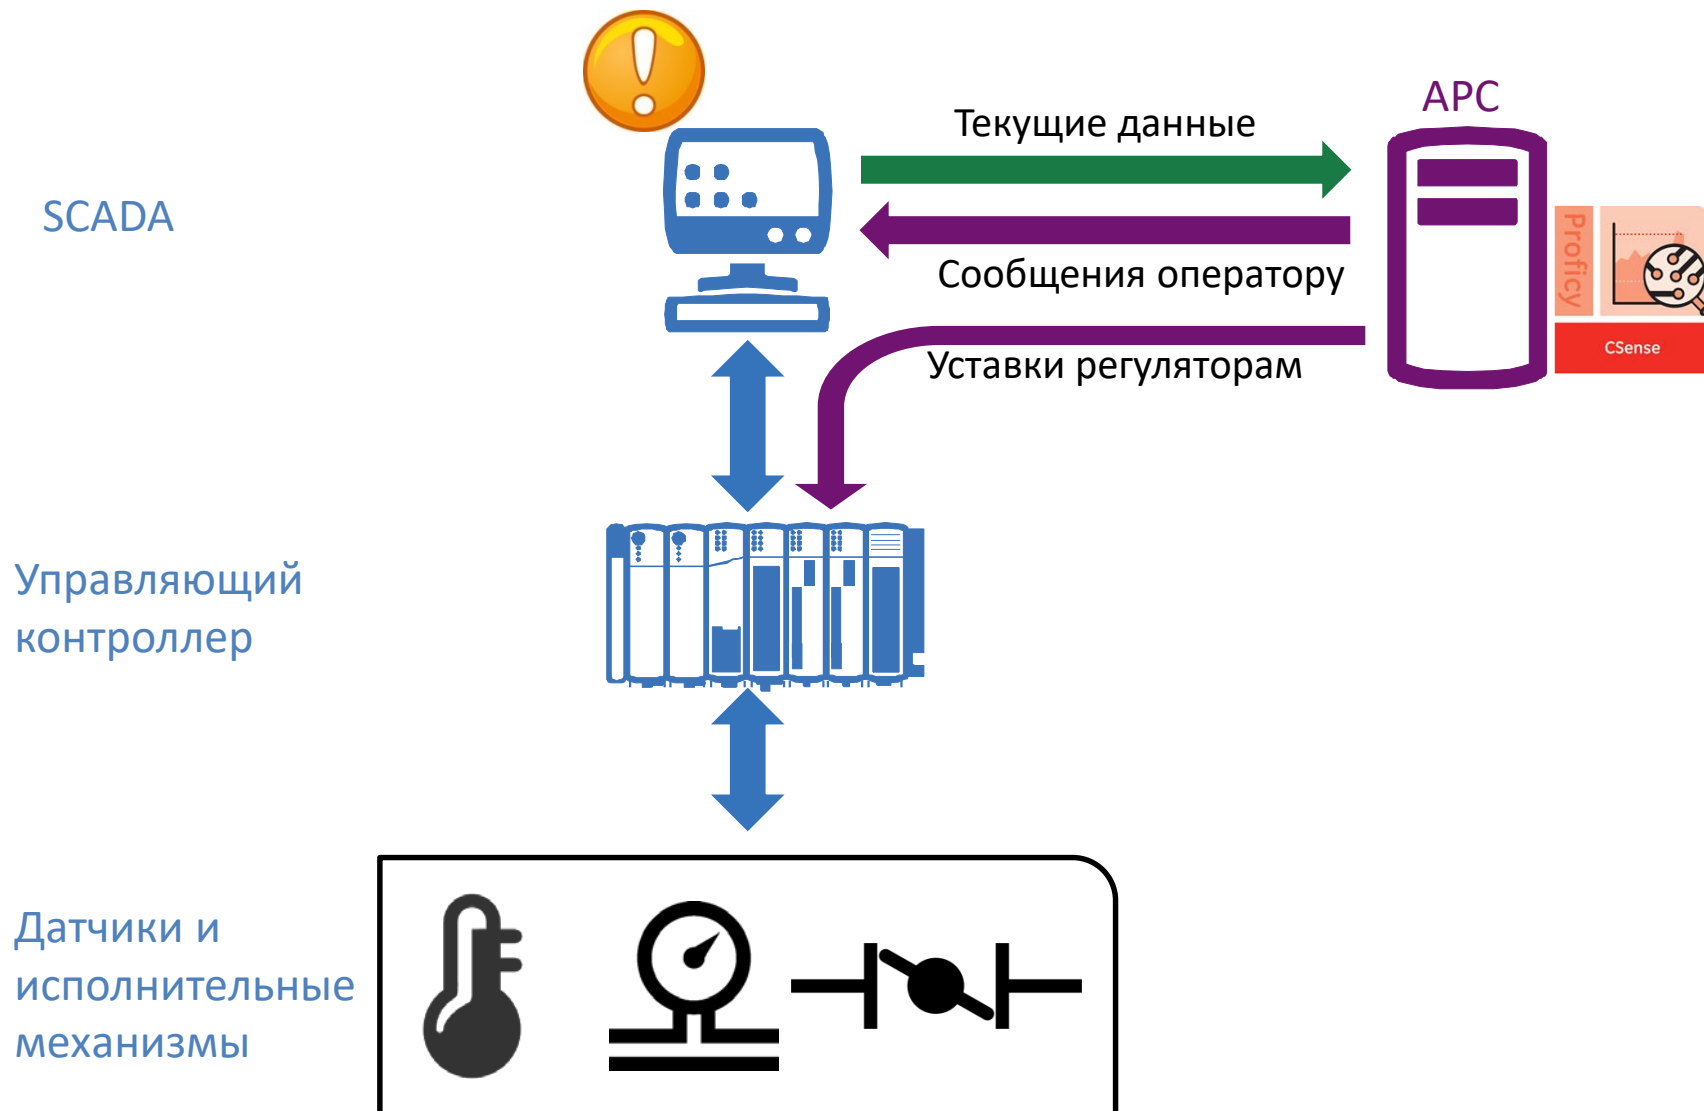 APC
Текущие данные
SCADA
Proficy
Сообщения оператору
CSense
Уставки регуляторам
Управляющий
контроллер
Датчики и
исполнительные
механизмы